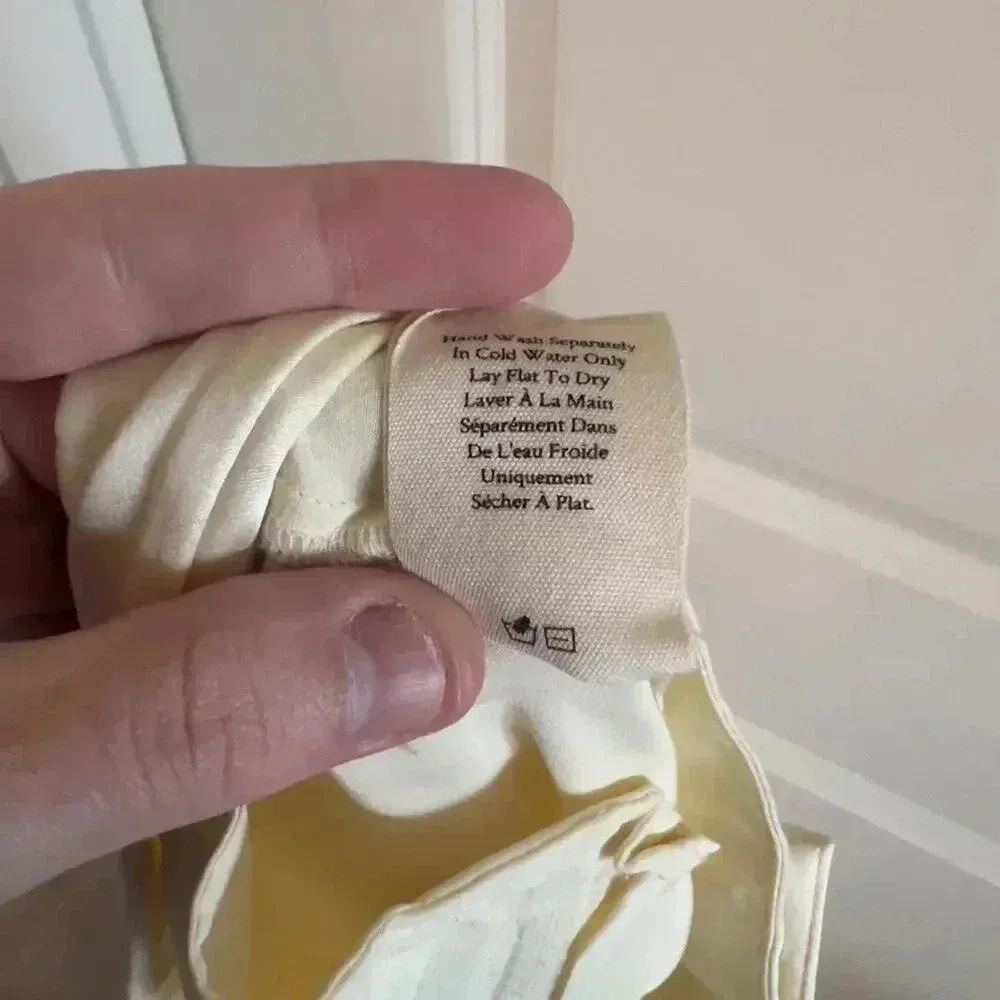 Hand Wash Separately
In Cold Water Only
Lay Flat To Dry
Laver À La Main
Séparément Dans
De L'eau Froide
Uniquement
Sécher À Plat.